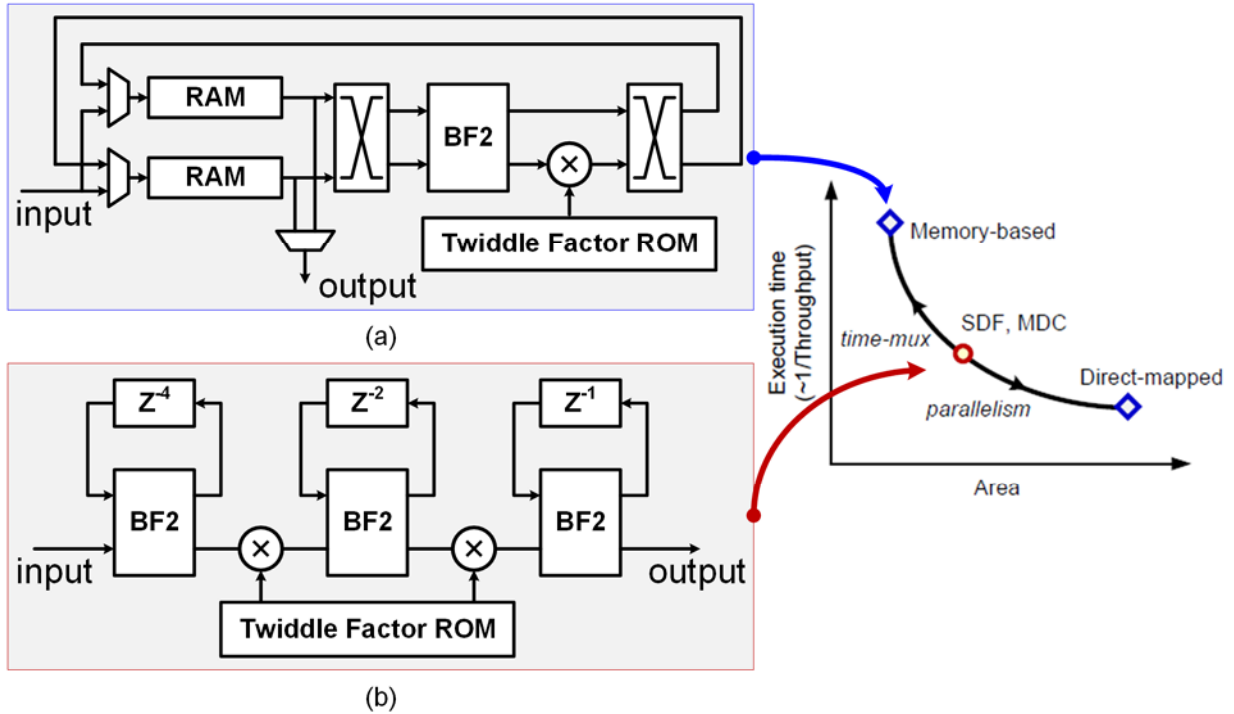 RAM
RAM
BF2
×
Twiddle Factor ROM
input
output
(a)
Z⁻⁴
Z⁻²
Z⁻¹
BF2
BF2
BF2
×
×
input
output
Twiddle Factor ROM
(b)
Execution time
(~1/Throughput)
Memory-based
SDF, MDC
time-mux
Direct-mapped
parallelism
Area